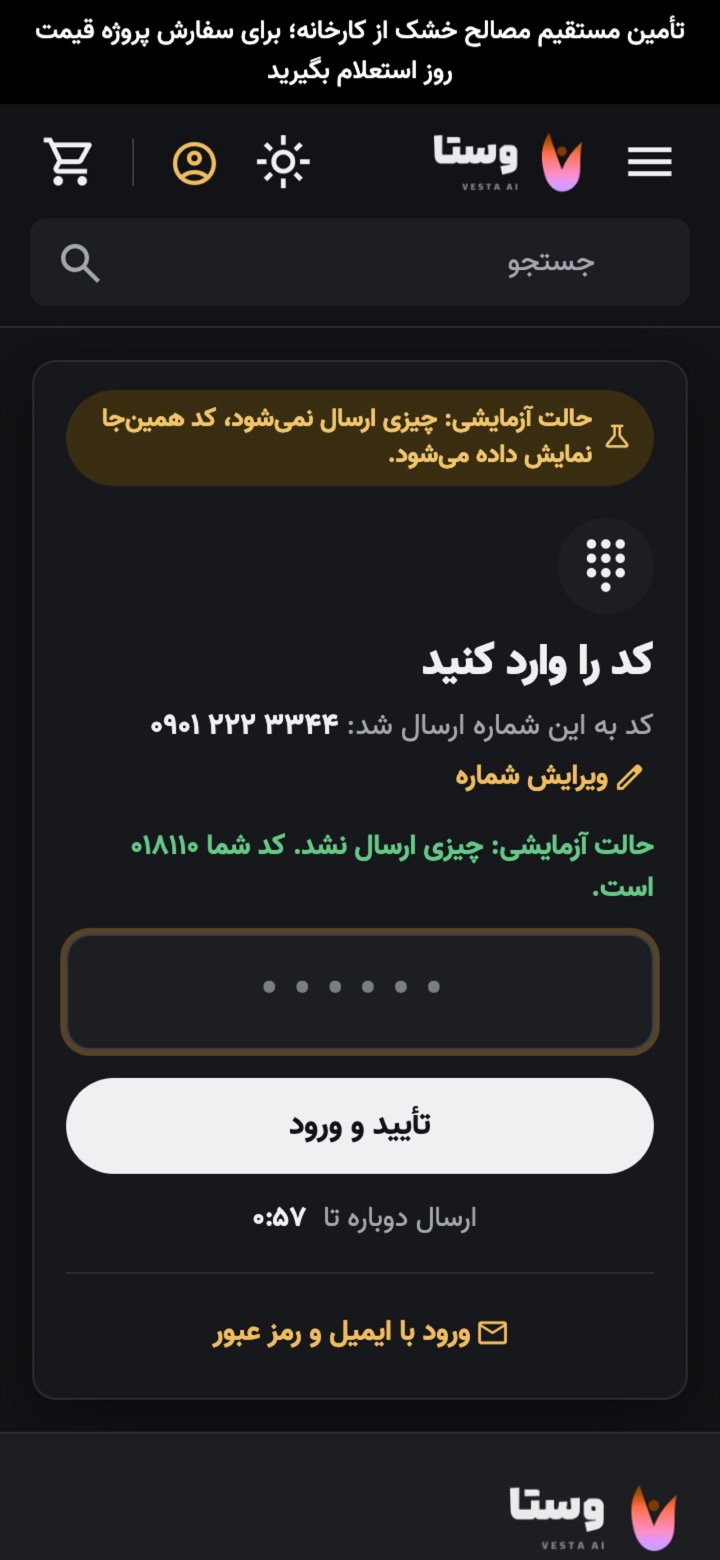 تأمین مستقیم مصالح خشک از کارخانه؛ برای سفارش پروژه قیمت
روز استعلام بگیرید
وستا
VESTA AI
جستجو
حالت آزمایشی: چیزی ارسال نمی‌شود، کد همین‌جا
نمایش داده می‌شود.
کد را وارد کنید
کد به این شماره ارسال شد: ۰۹۰۱ ۲۲۲ ۳۳۴۴
ویرایش شماره
حالت آزمایشی: چیزی ارسال نشد. کد شما ۰۱۸۱۱۰
است.
تأیید و ورود
ارسال دوباره تا ۰:۵۷
ورود با ایمیل و رمز عبور
وستا
VESTA AI